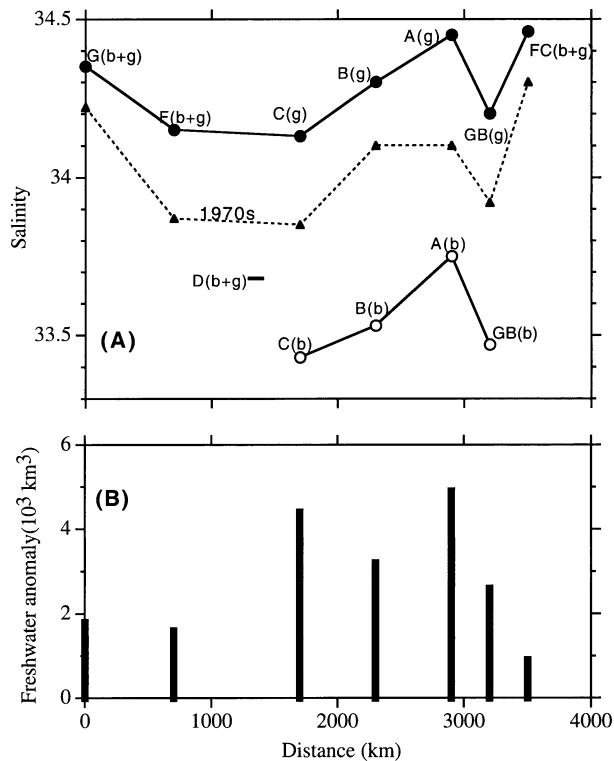 34.5
G(b+g)
A(g)
FC(b+g)
B(g)
F(b+g)
C(g)
GB(g)
34
Salinity
1970s
A(b)
D(b+g)
B(b)
33.5
(A)
C(b)
GB(b)
6
(B)
Freshwater anomaly(10³ km³)
4
2
0
0 1000 2000 3000 4000
Distance (km)